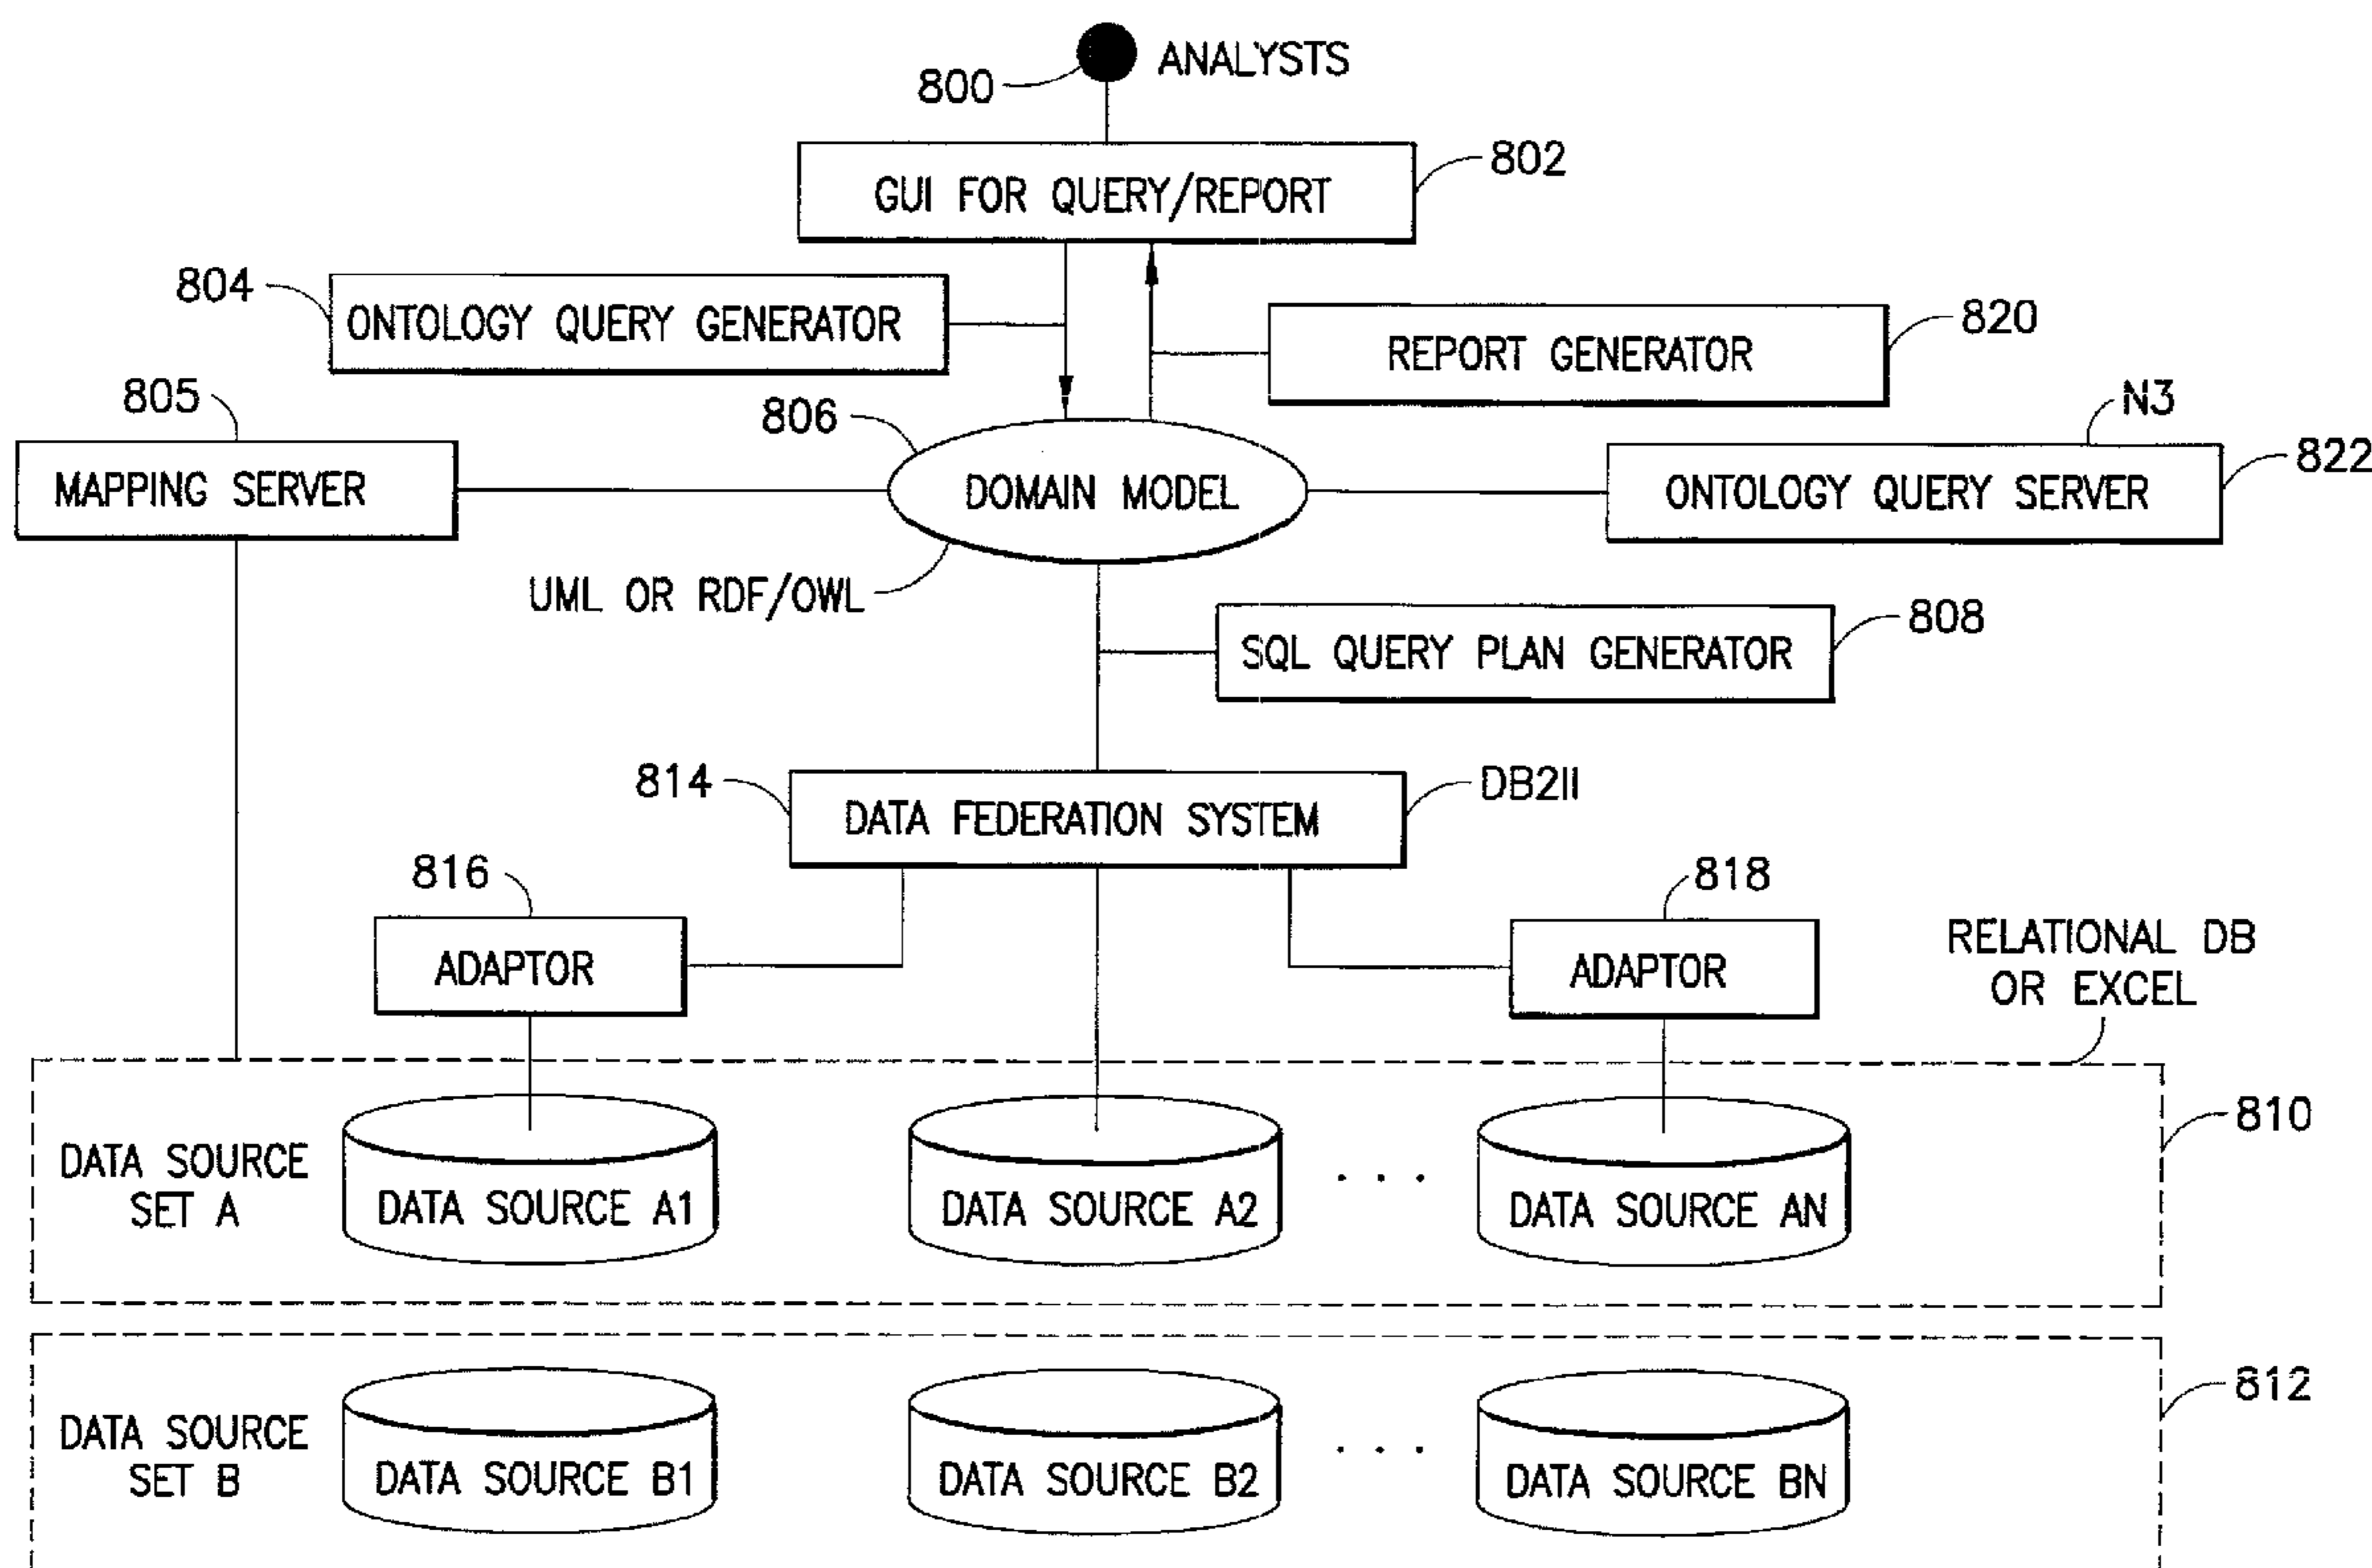 ANALYSTS
800
802
GUI FOR QUERY/REPORT
804
ONTOLOGY QUERY GENERATOR
820
REPORT GENERATOR
805
806
N3
MAPPING SERVER
DOMAIN MODEL
822
ONTOLOGY QUERY SERVER
UML OR RDF/OWL
808
SQL QUERY PLAN GENERATOR
814
DATA FEDERATION SYSTEM
DB2II
816
818
ADAPTOR
ADAPTOR
RELATIONAL DB
OR EXCEL
810
DATA SOURCE
SET A
DATA SOURCE A1
DATA SOURCE A2
. . .
DATA SOURCE AN
812
DATA SOURCE
SET B
DATA SOURCE B1
DATA SOURCE B2
. . .
DATA SOURCE BN